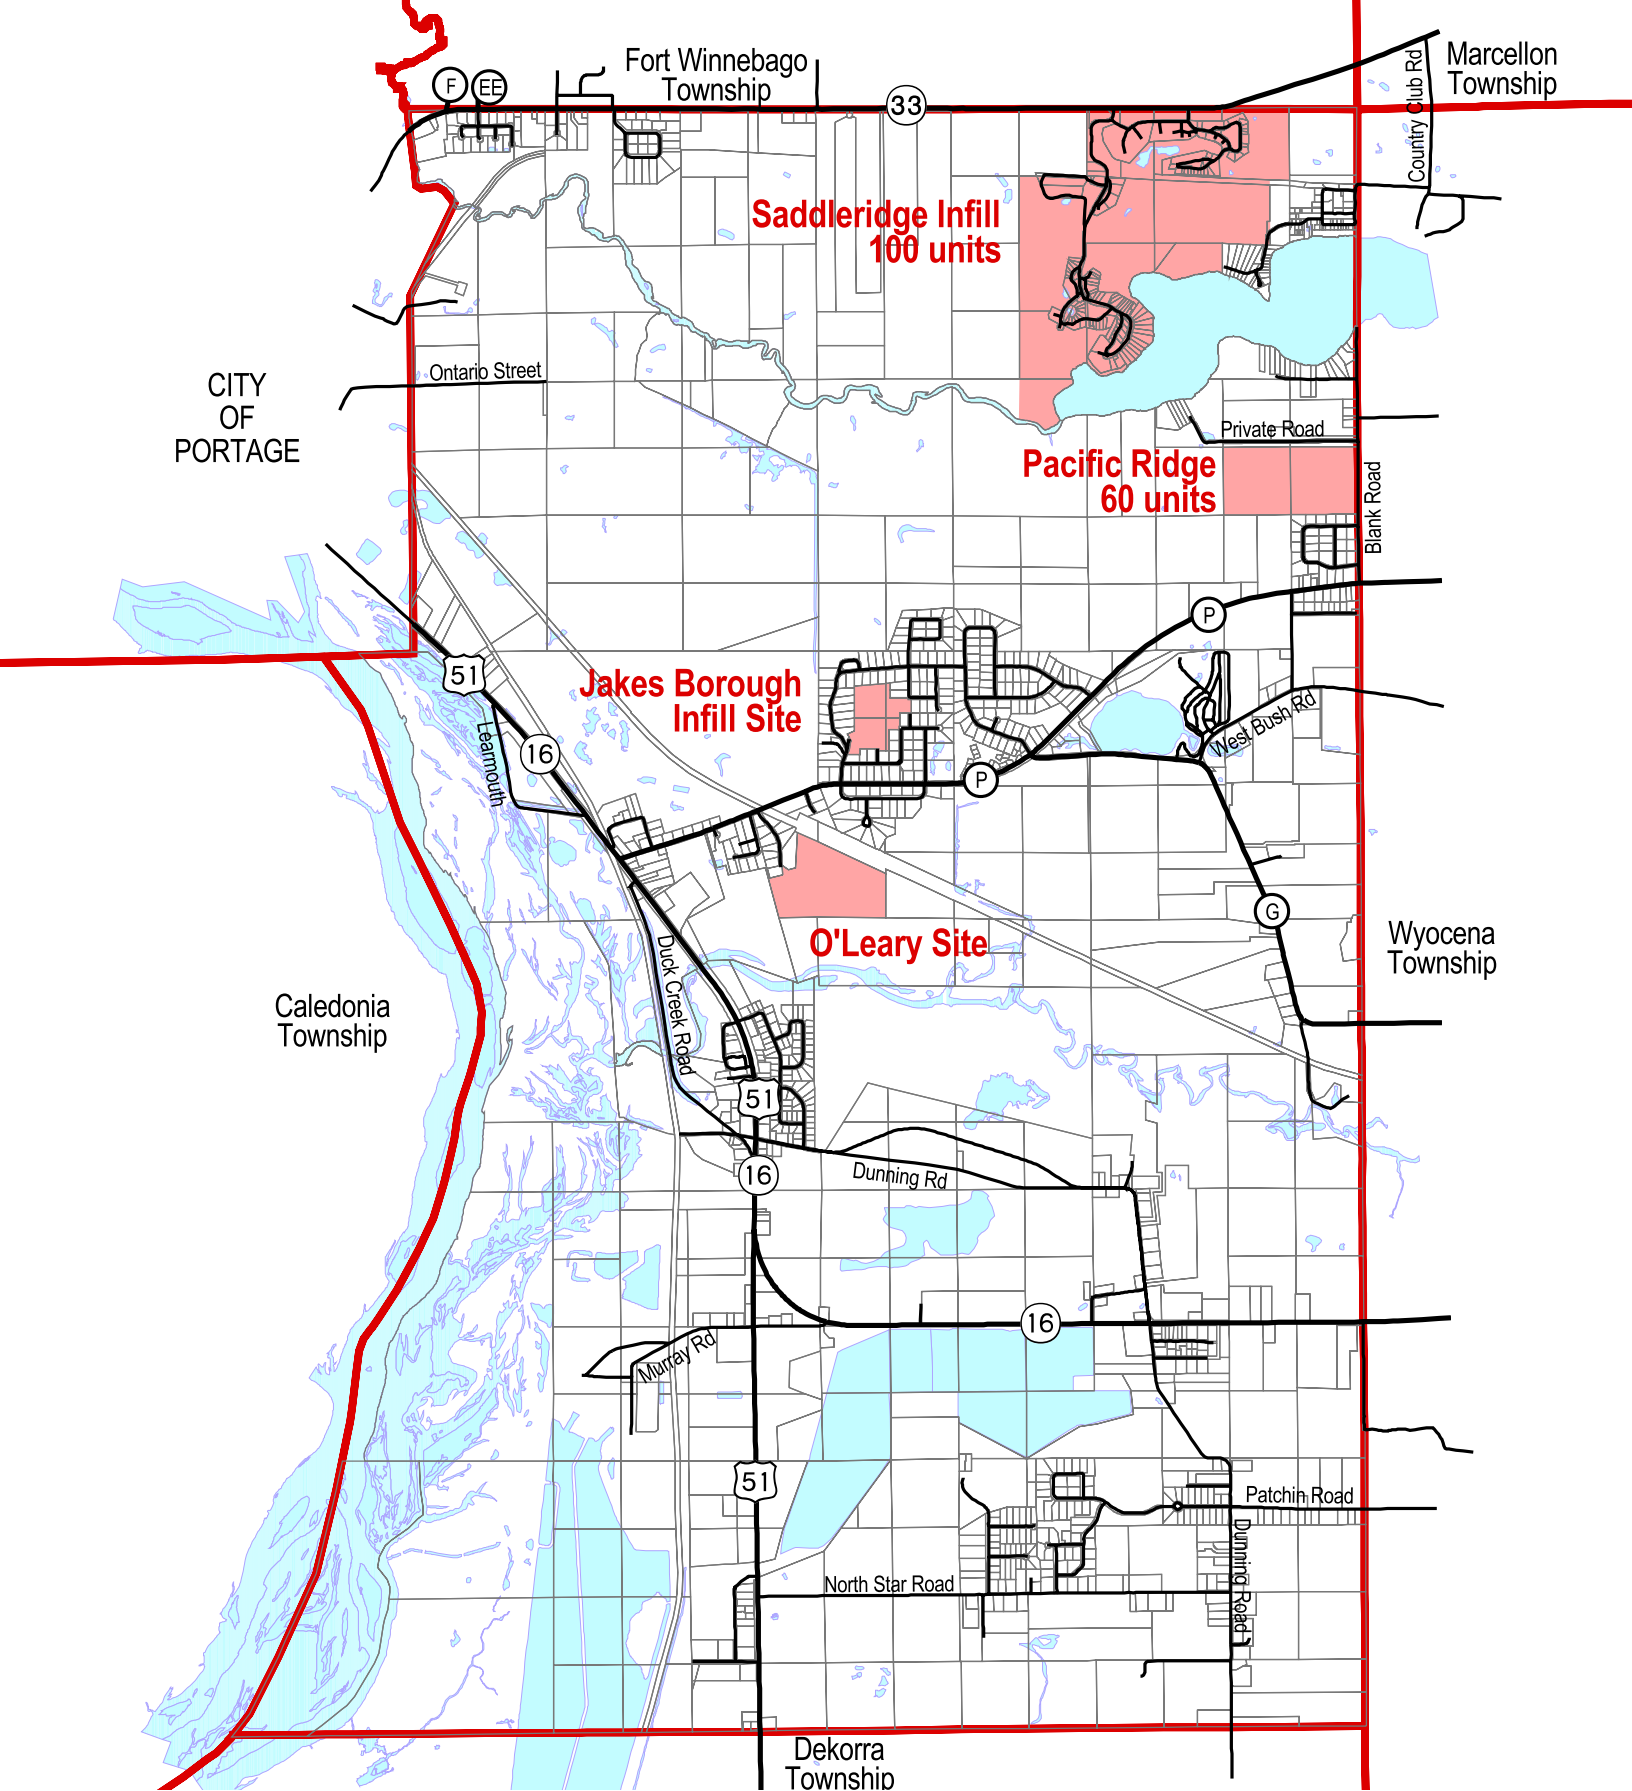 Fort Winnebago
Township
Marcellon
Township
F
EE
33
Country Club Rd
Saddleridge Infill
100 units
Ontario Street
CITY
OF
PORTAGE
Private Road
Pacific Ridge
60 units
Blank Road
P
51
Jakes Borough
Infill Site
West Bush Rd
Learmouth
16
P
G
O'Leary Site
Wyocena
Township
Duck Creek Road
Caledonia
Township
51
16
Dunning Rd
16
Murray Rd
51
Patchin Road
Dunning Road
North Star Road
Dekorra
Township